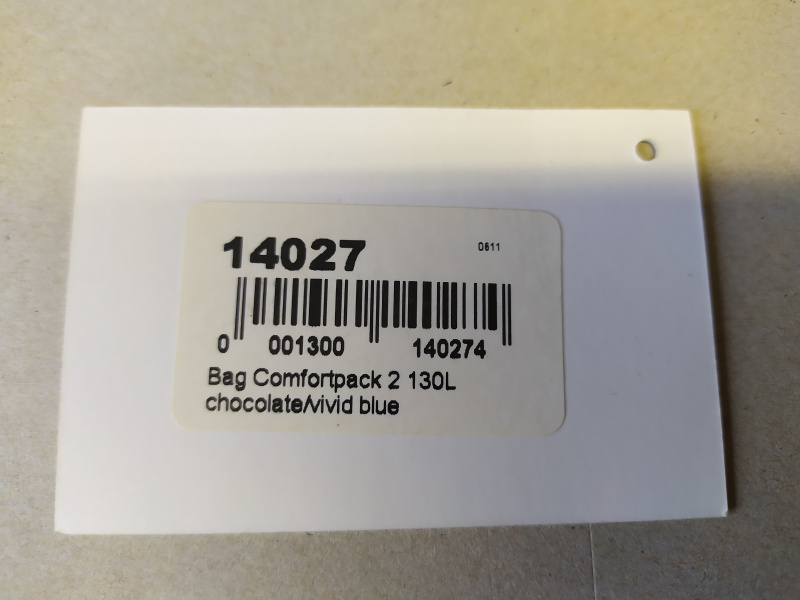 14027 0611
0 001300 140274
Bag Comfortpack 2 130L
chocolate/vivid blue